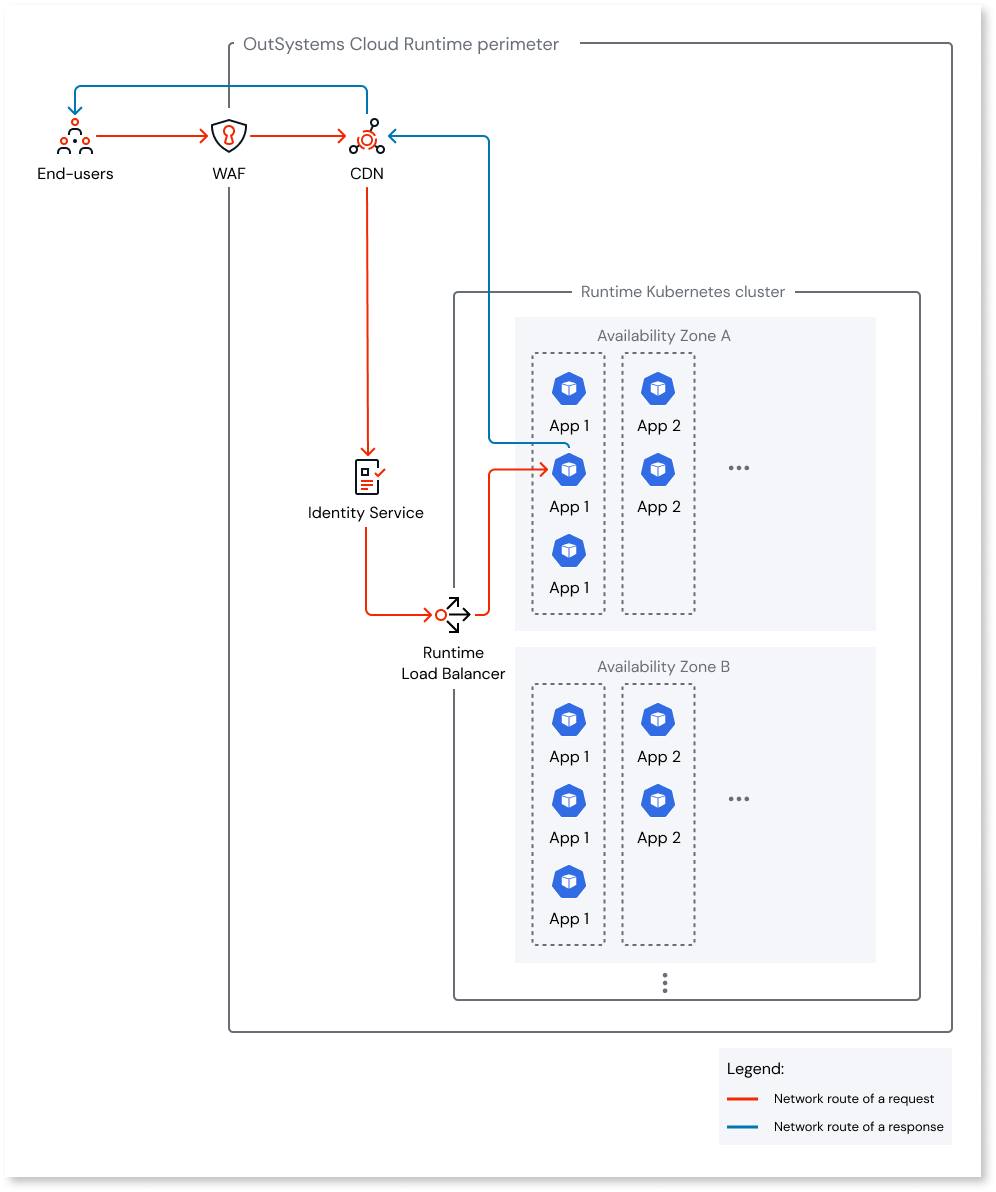 OutSystems Cloud Runtime perimeter
End-users
WAF
CDN
Runtime Kubernetes cluster
Availability Zone A
App 1
App 2
App 1
App 2
App 1
Identity Service
Runtime
Load Balancer
Availability Zone B
App 1
App 2
App 1
App 2
App 1
Legend:
Network route of a request
Network route of a response